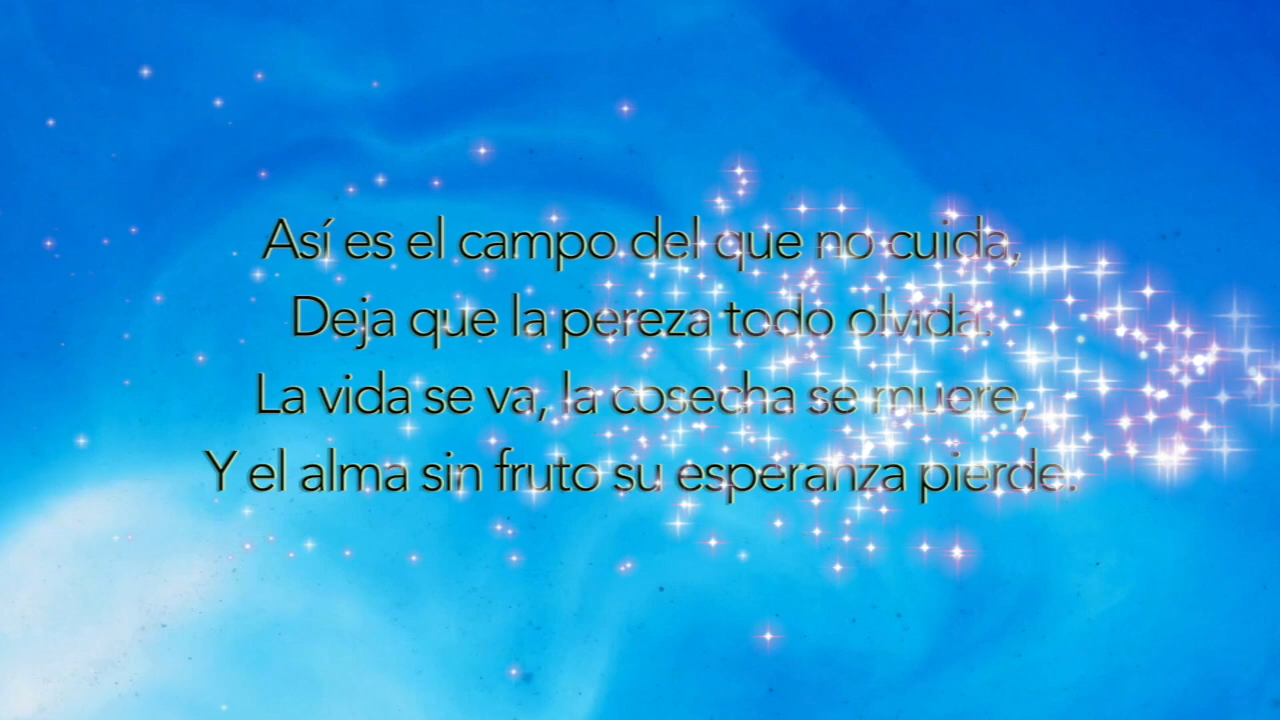 Así es el campo del que no cuida,
Deja que la pereza todo olvida.
La vida se va, la cosecha se muere,
Y el alma sin fruto su esperanza pierde.